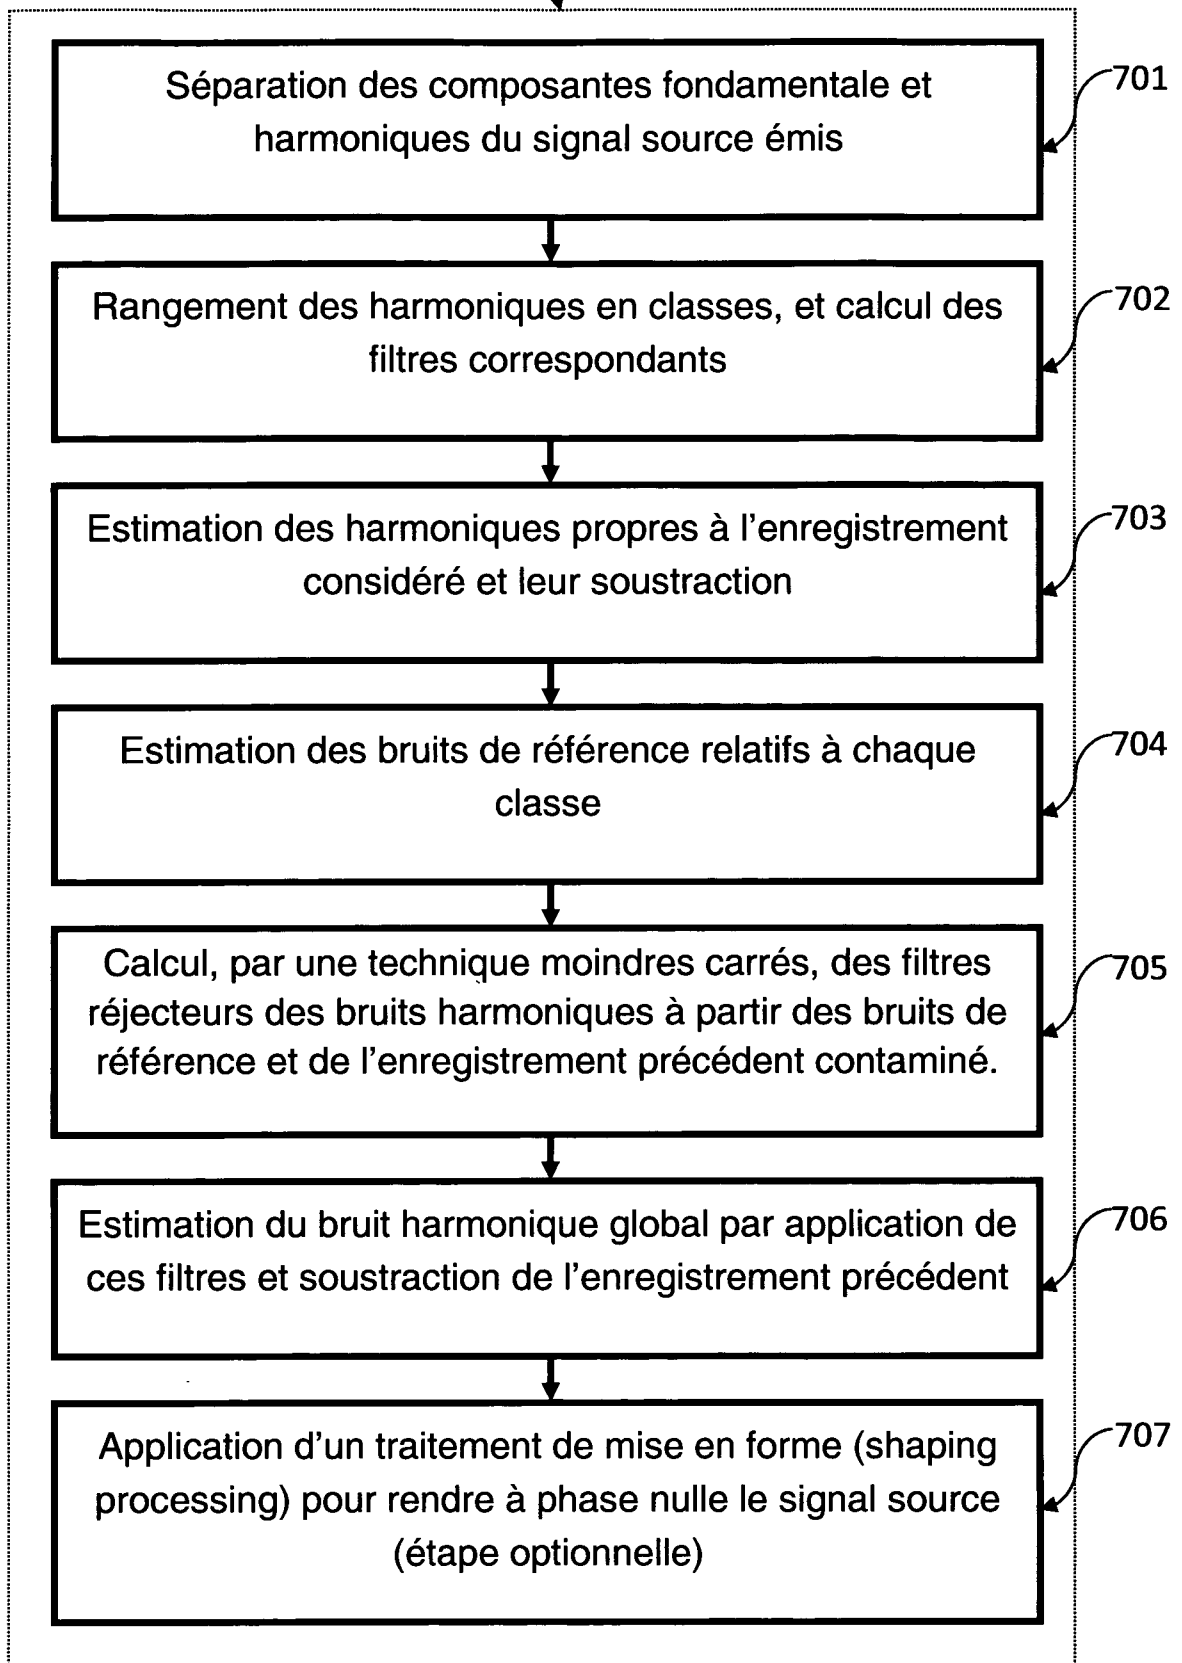 Séparation des composantes fondamentale et
harmoniques du signal source émis
701
Rangement des harmoniques en classes, et calcul des
filtres correspondants
702
Estimation des harmoniques propres à l'enregistrement
considéré et leur soustraction
703
Estimation des bruits de référence relatifs à chaque
classe
704
Calcul, par une technique moindres carrés, des filtres
réjecteurs des bruits harmoniques à partir des bruits de
référence et de l'enregistrement précédent contaminé.
705
Estimation du bruit harmonique global par application de
ces filtres et soustraction de l'enregistrement précédent
706
Application d'un traitement de mise en forme (shaping
processing) pour rendre à phase nulle le signal source
(étape optionnelle)
707